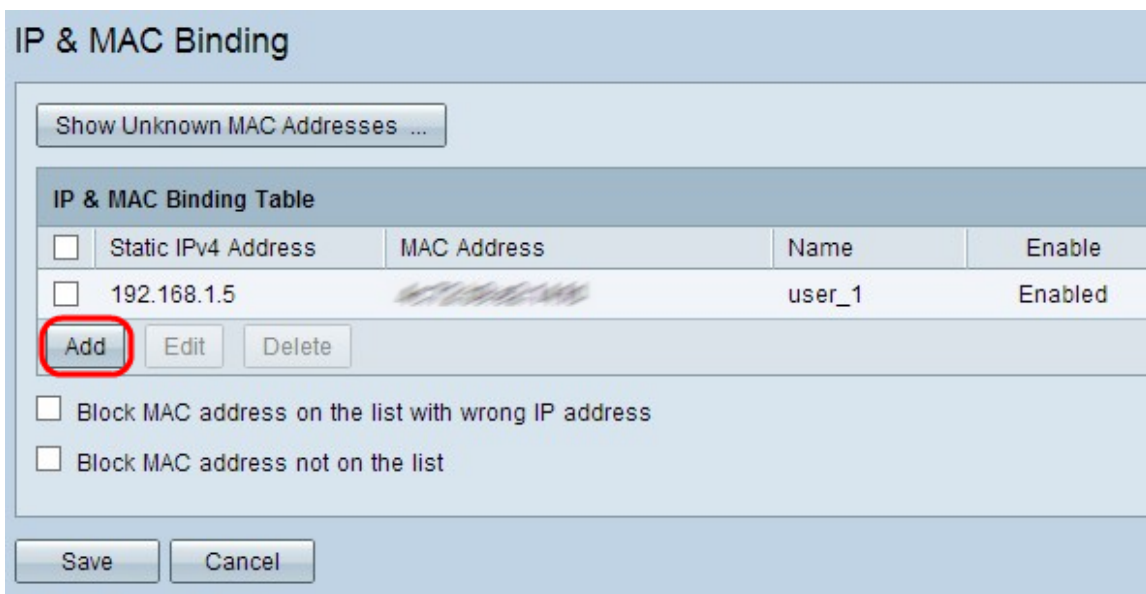 IP & MAC Binding
Show Unknown MAC Addresses ...
IP & MAC Binding Table
Static IPv4 Address MAC Address Name Enable
192.168.1.5 user_1 Enabled
Add Edit Delete
Block MAC address on the list with wrong IP address
Block MAC address not on the list
Save Cancel